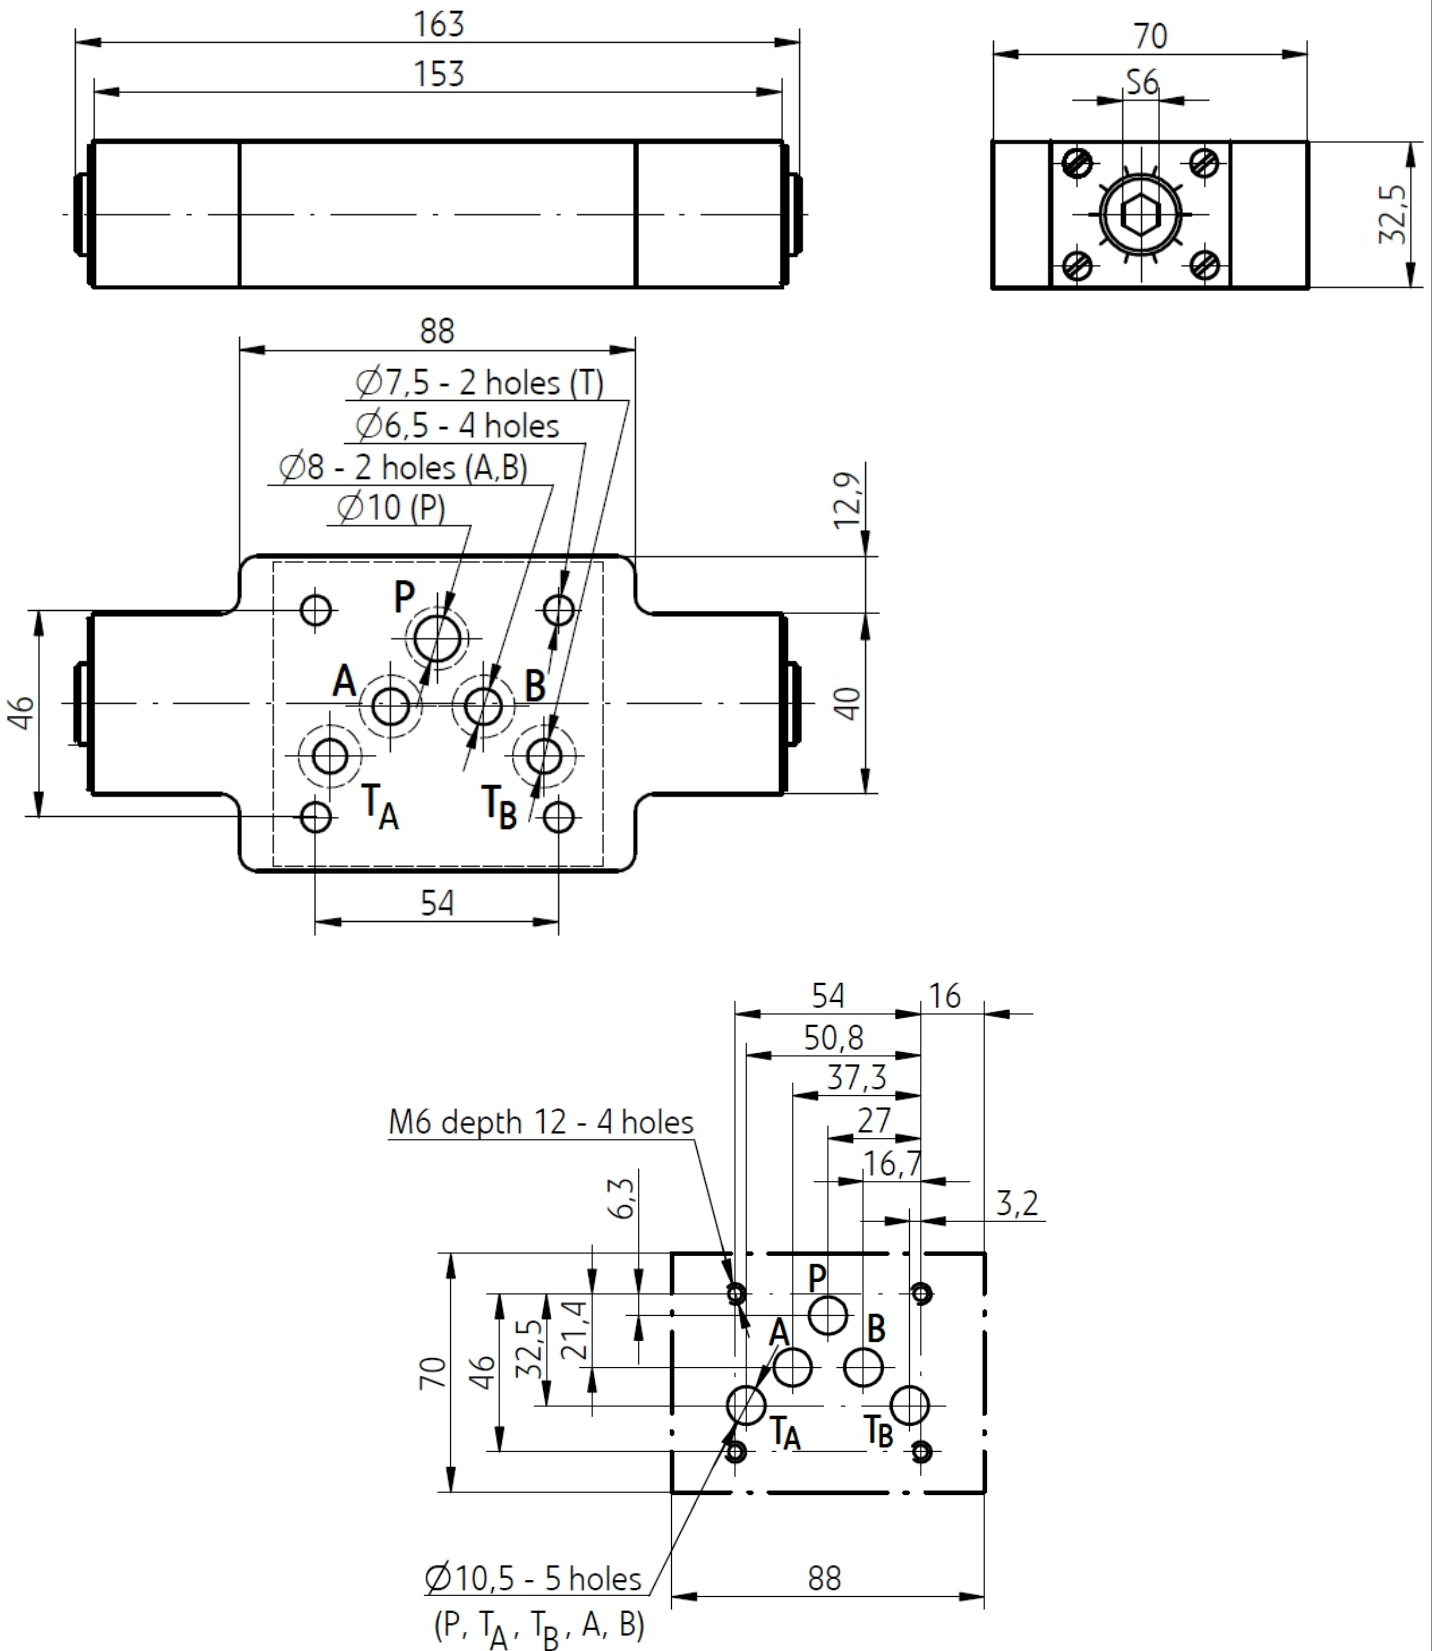 163
153
70
S6
32,5
88
Ø7,5 - 2 holes (T)
Ø6,5 - 4 holes
Ø8 - 2 holes (A,B)
Ø10 (P)
12,9
P
A
B
46
40
TA
TB
54
54
16
50,8
37,3
M6 depth 12 - 4 holes
27
16,7
6,3
3,2
P
A
B
21,4
32,5
46
70
TA
TB
Ø10,5 - 5 holes
(P, TA, TB, A, B)
88